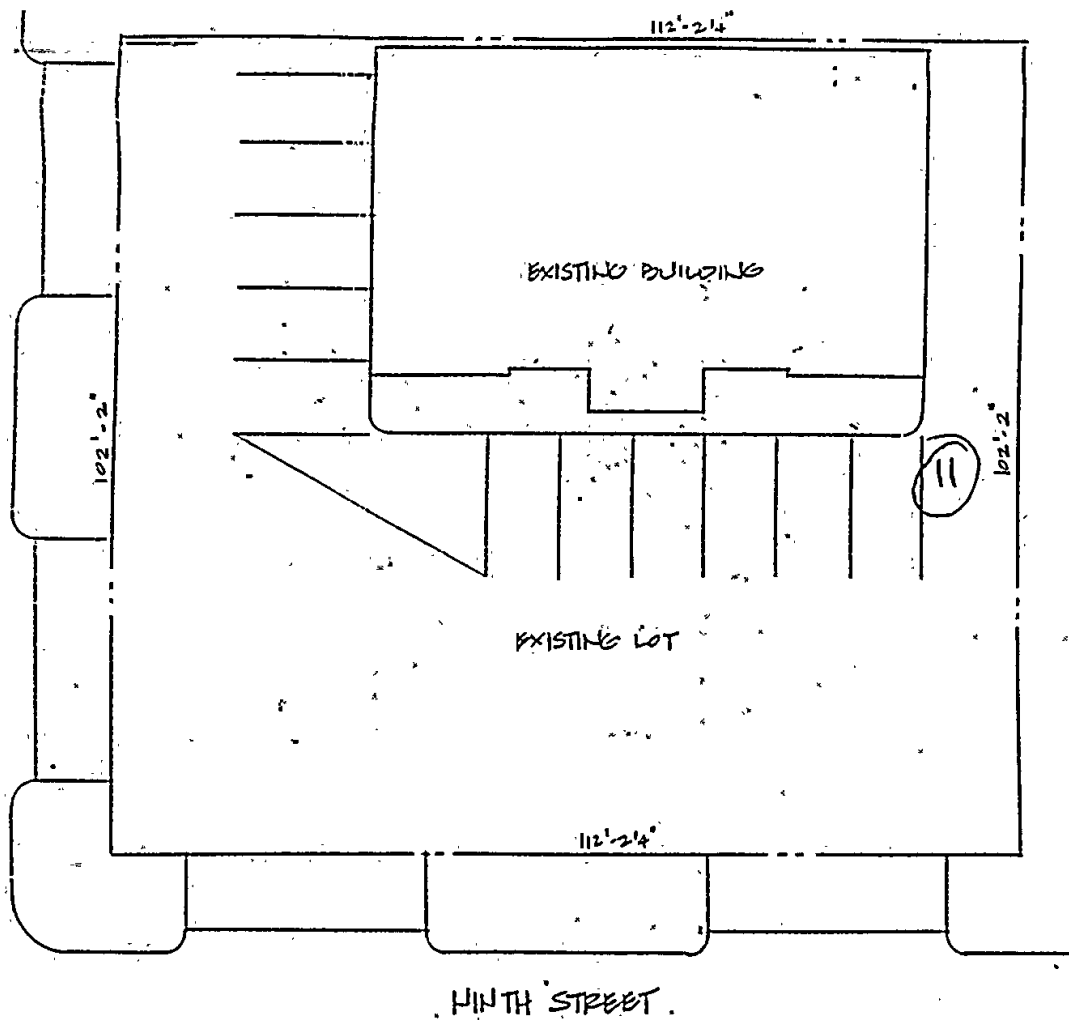 112'-2¼"
EXISTING BUILDING
102'-2"
11
102'-2"
EXISTING LOT
112'-2¼"
NINTH STREET.